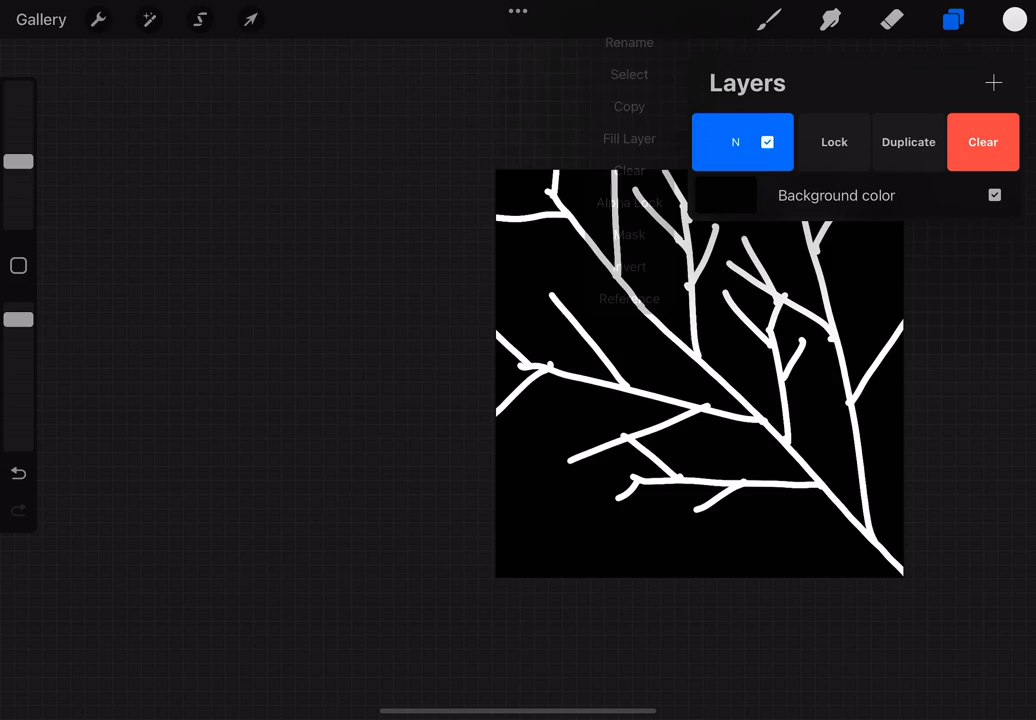 Gallery
Rename
Select
Copy
Fill Layer
Clear
Alpha Lock
Mask
Invert
Reference
Layers
N
Lock
Duplicate
Clear
Background color